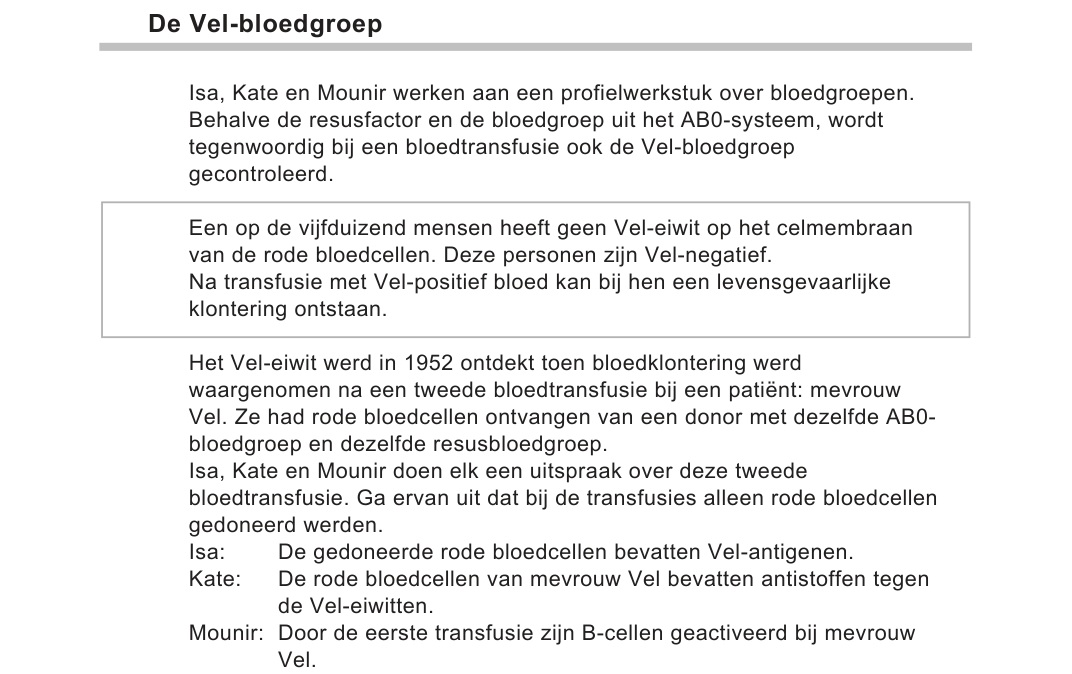 De Vel-bloedgroep
Isa, Kate en Mounir werken aan een profielwerkstuk over bloedgroepen.
Behalve de resusfactor en de bloedgroep uit het AB0-systeem, wordt
tegenwoordig bij een bloedtransfusie ook de Vel-bloedgroep
gecontroleerd.
Een op de vijfduizend mensen heeft geen Vel-eiwit op het celmembraan
van de rode bloedcellen. Deze personen zijn Vel-negatief.
Na transfusie met Vel-positief bloed kan bij hen een levensgevaarlijke
klontering ontstaan.
Het Vel-eiwit werd in 1952 ontdekt toen bloedklontering werd
waargenomen na een tweede bloedtransfusie bij een patiënt: mevrouw
Vel. Ze had rode bloedcellen ontvangen van een donor met dezelfde AB0-
bloedgroep en dezelfde resusbloedgroep.
Isa, Kate en Mounir doen elk een uitspraak over deze tweede
bloedtransfusie. Ga ervan uit dat bij de transfusies alleen rode bloedcellen
gedoneerd werden.
Isa: De gedoneerde rode bloedcellen bevatten Vel-antigenen.
Kate: De rode bloedcellen van mevrouw Vel bevatten antistoffen tegen
de Vel-eiwitten.
Mounir: Door de eerste transfusie zijn B-cellen geactiveerd bij mevrouw
Vel.